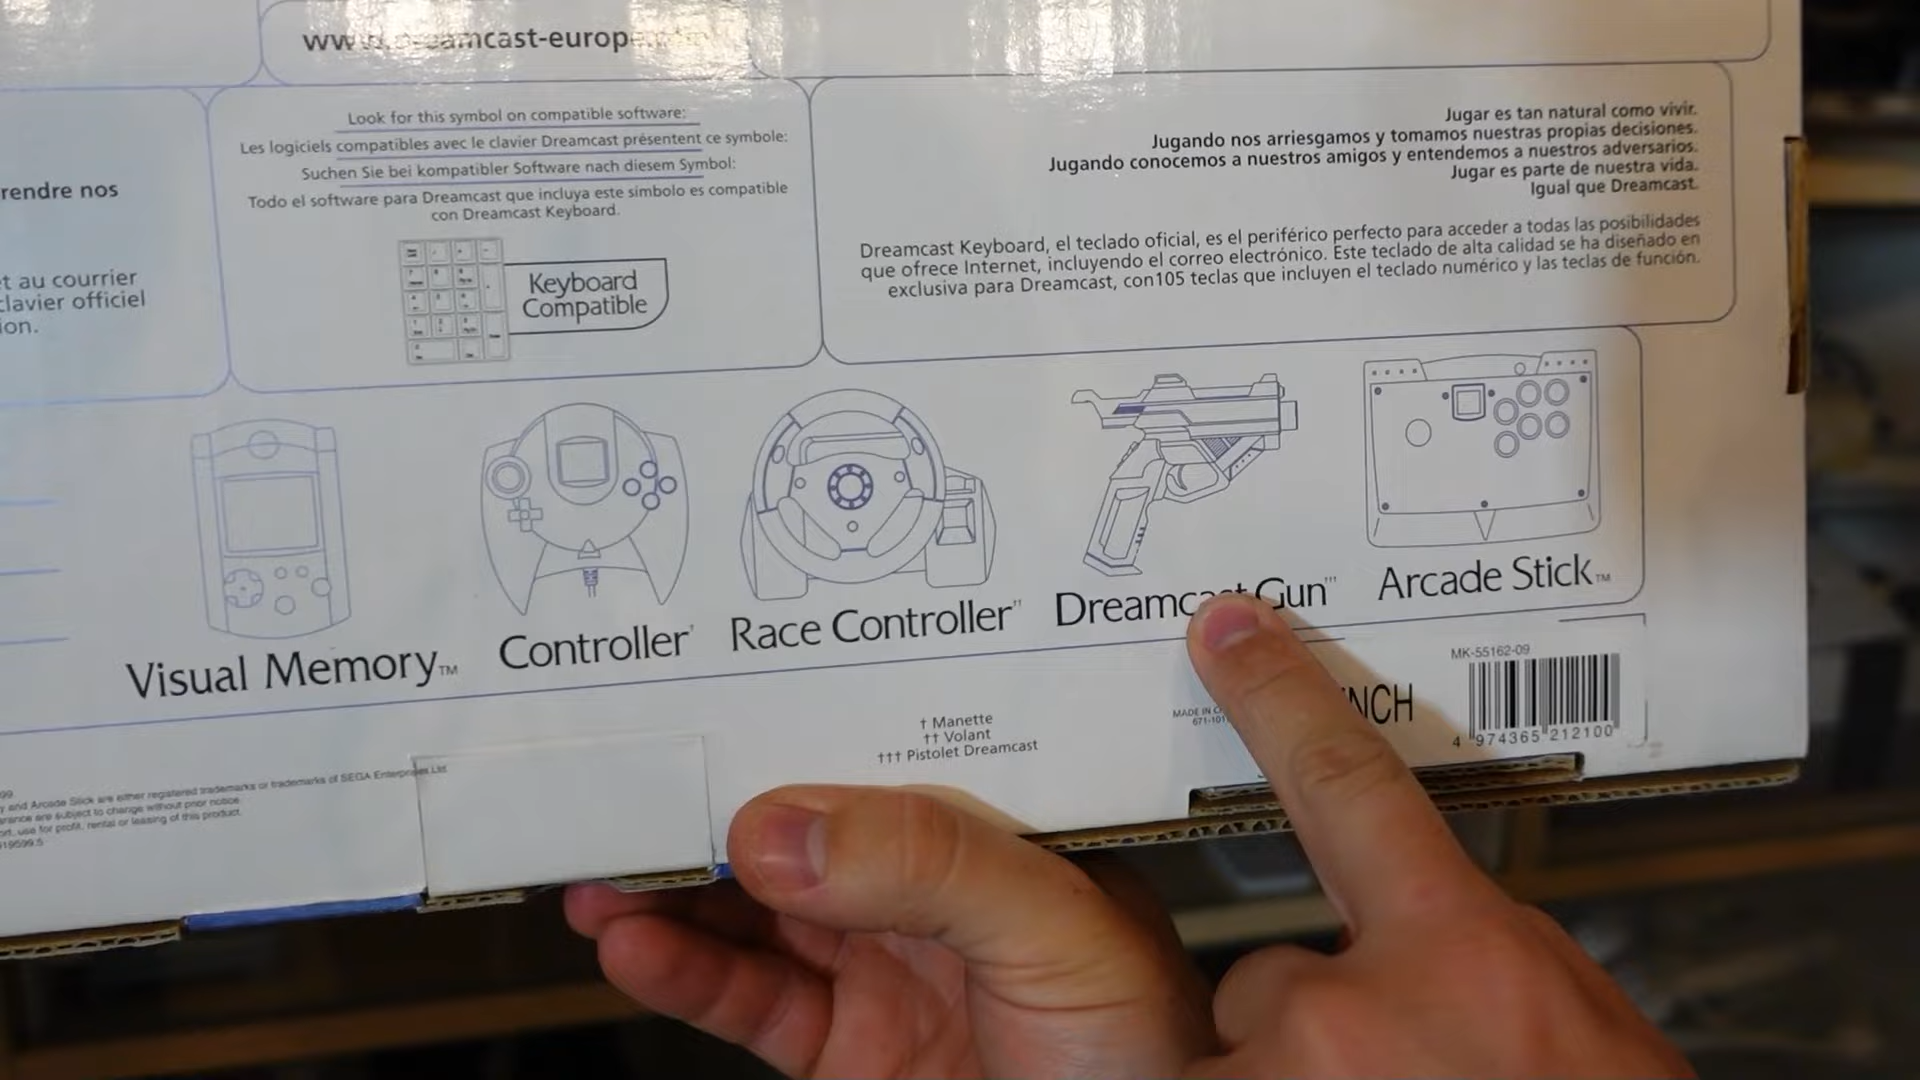 amcast-europe
rendre nos
et au courrier
clavier officiel
ion.
Look for this symbol on compatible software:
Les logiciels compatibles avec le clavier Dreamcast présentent ce symbole:
Suchen Sie bei kompatibler Software nach diesem Symbol:
Todo el software para Dreamcast que incluya este simbolo es compatible
con Dreamcast Keyboard.
Keyboard
Compatible
Jugar es tan natural como vivir.
Jugando nos arriesgamos y tomamos nuestras propias decisiones.
Jugando conocemos a nuestros amigos y entendemos a nuestros adversarios.
Jugar es parte de nuestra vida.
Igual que Dreamcast.
Dreamcast Keyboard, el teclado oficial, es el periférico perfecto para acceder a todas las posibilidades
que ofrece Internet, incluyendo el correo electrónico. Este teclado de alta calidad se ha diseñado en
exclusiva para Dreamcast, con105 teclas que incluyen el teclado numérico y las teclas de función.
Visual Memory™
Controller†
Race Controller††
Dreamcast Gun†††
Arcade Stick™
† Manette
†† Volant
††† Pistolet Dreamcast
MADE IN C
671-101
NCH
MK-55162-09
4 974365 212100
99
y and Arcade Stick are either registered trademarks or trademarks of SEGA Enterprises Ltd.
arance are subject to change without prior notice.
ort, use for profit, rental or leasing of this product.